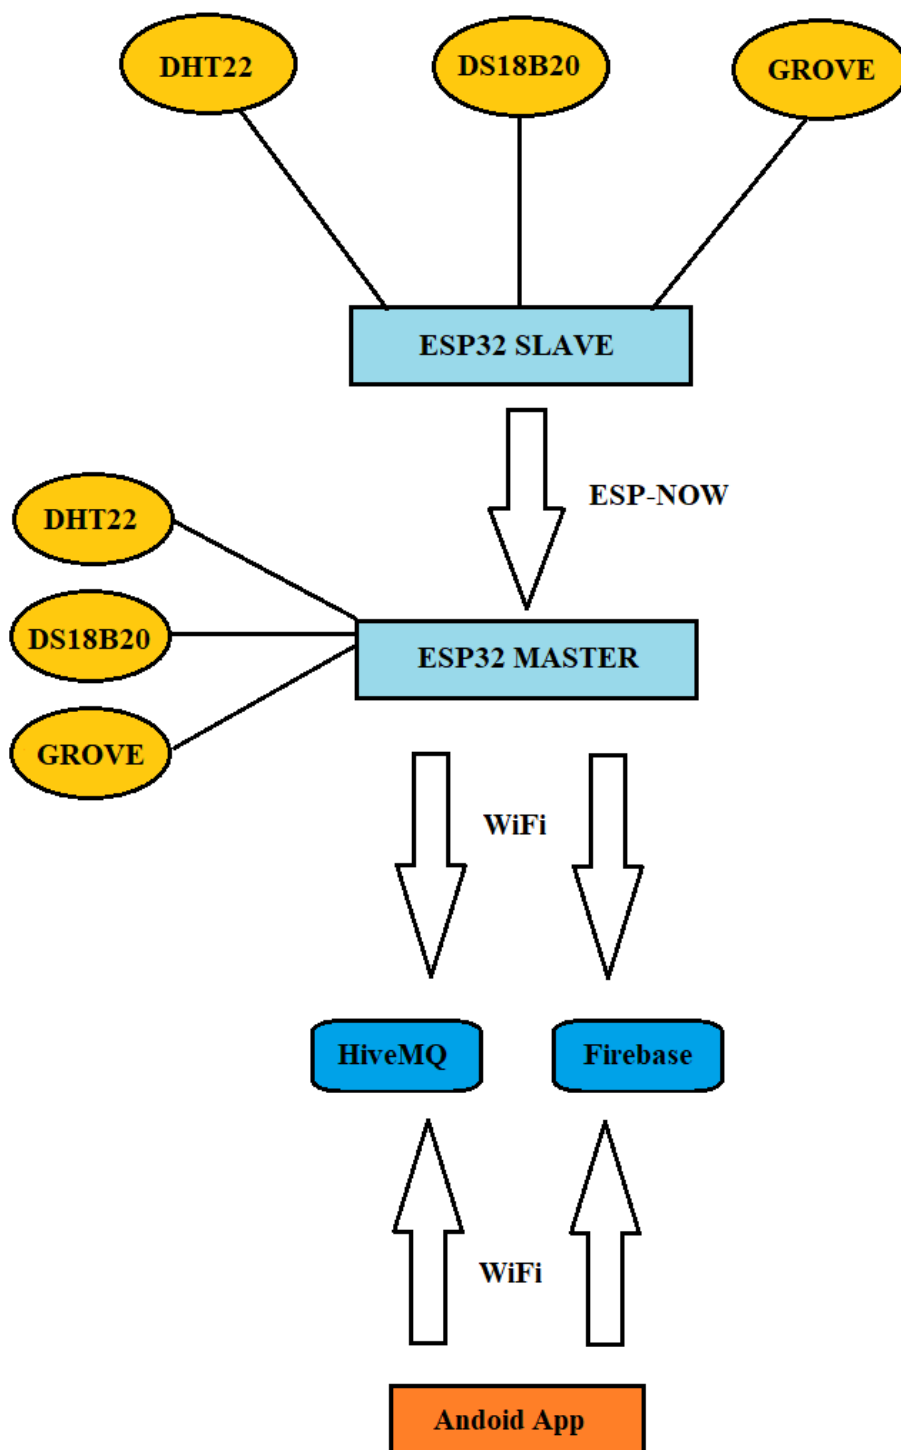 DHT22
DS18B20
GROVE
ESP32 SLAVE
ESP-NOW
DHT22
DS18B20
GROVE
ESP32 MASTER
WiFi
HiveMQ
Firebase
WiFi
Andoid App